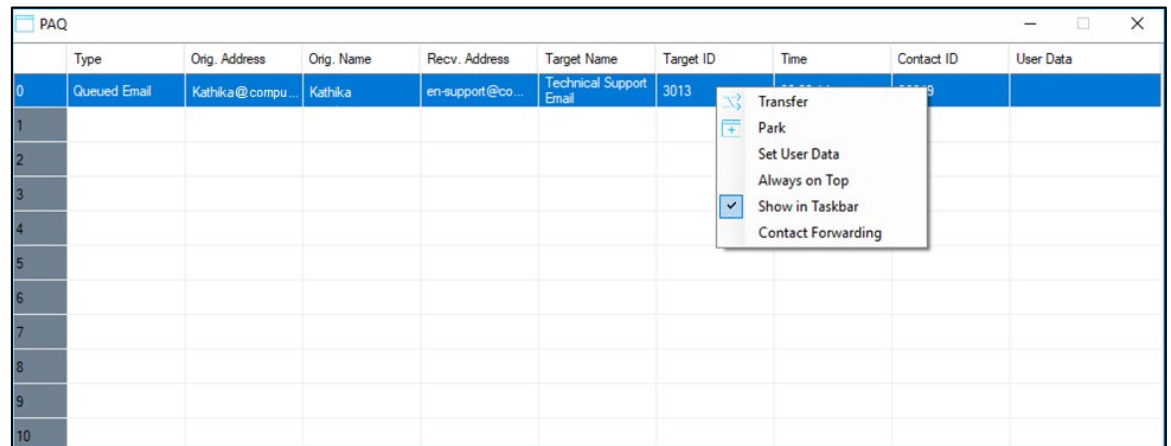 PAQ
Type Orig. Address Orig. Name Recv. Address Target Name Target ID Time Contact ID User Data
0 Queued Email Kathika@compu... Kathika en-support@co... Technical Support Email 3013
Transfer
1 Park
2 Set User Data
Always on Top
3 Show in Taskbar
4 Contact Forwarding
5
6
7
8
9
10